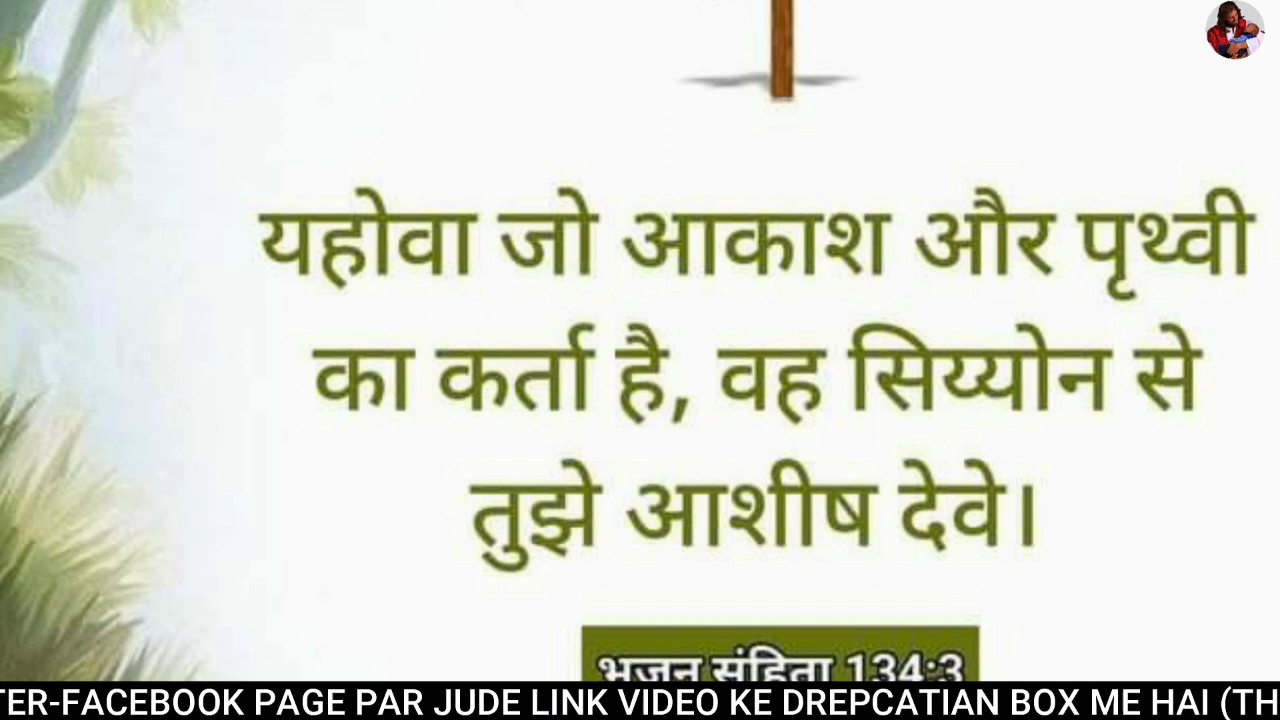 यहोवा जो आकाश और पृथ्वी
का कर्ता है, वह सिय्योन से
तुझे आशीष देवे।
भजन संहिता 134:3
TER-FACEBOOK PAGE PAR JUDE LINK VIDEO KE DREPCATIAN BOX ME HAI (TH